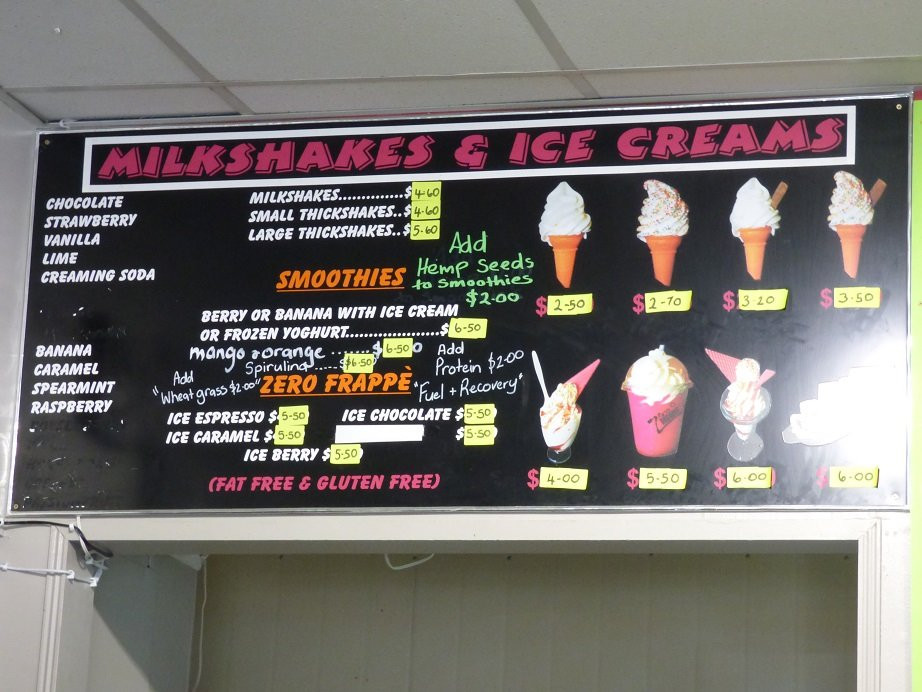 MILKSHAKES & ICE CREAMS
CHOCOLATE
STRAWBERRY
VANILLA
LIME
CREAMING SODA
MILKSHAKES..............$4-60
SMALL THICKSHAKES..$4-60
LARGE THICKSHAKES..$5-60
Add
Hemp Seeds
to smoothies
$2-00
SMOOTHIES
BERRY OR BANANA WITH ICE CREAM
OR FROZEN YOGHURT....................$6-50
mango & orange ........$6-50
Spirulina.....$6-50
Add
"Wheatgrass $2-00"
Add
Protein $2-00
"Fuel + Recovery"
BANANA
CARAMEL
SPEARMINT
RASPBERRY
ZERO FRAPPÈ
ICE ESPRESSO $5-50
ICE CHOCOLATE $5-50
ICE CARAMEL $5-50
$5-50
ICE BERRY $5-50
(FAT FREE & GLUTEN FREE)
$2-50
$2-70
$3-20
$3-50
$4-00
$5-50
$6-00
$6-00